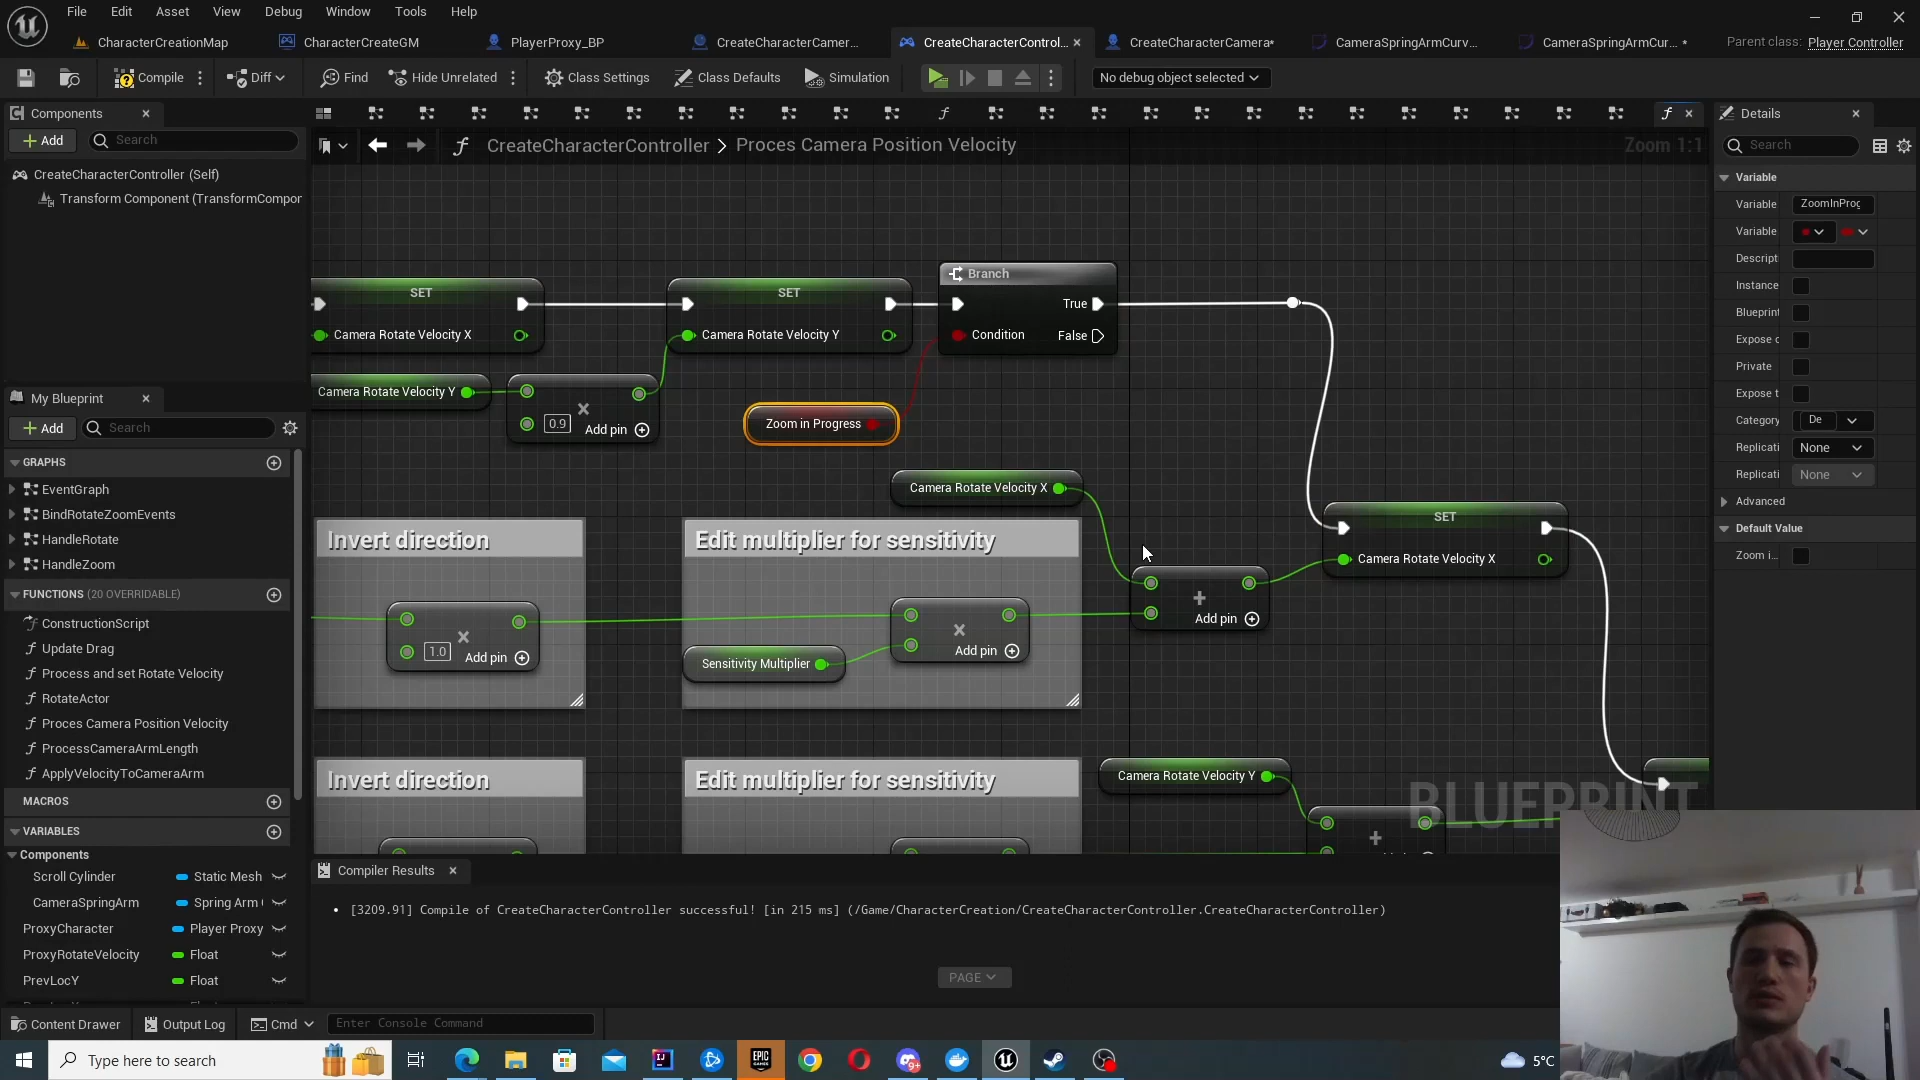 File Edit Asset View Debug Window Tools Help
CharacterCreationMap CharacterCreateGM PlayerProxy_BP CreateCharacterCamer... CreateCharacterControl... CreateCharacterCamera* CameraSpringArmCurv... CameraSpringArmCur... * Parent class: Player Controller
Compile Diff Find Hide Unrelated Class Settings Class Defaults Simulation No debug object selected
Components Details
Add Search
CreateCharacterController > Proces Camera Position Velocity Zoom 1:1
Search
CreateCharacterController (Self)
Transform Component (TransformCompor
Variable
Variable ZoomInProg
Variable
Descript
Instance
Blueprint
Expose c
Private
Expose t
Category De
Replicati None
Replicati None
Advanced
Default Value
Zoom i...
SET
Camera Rotate Velocity X
SET
Camera Rotate Velocity Y
Branch
True
Condition False
Camera Rotate Velocity Y
0.9 Add pin
Zoom in Progress
Camera Rotate Velocity X
SET
Camera Rotate Velocity X
Invert direction
Edit multiplier for sensitivity
1.0 Add pin
Sensitivity Multiplier
Add pin
Add pin
Invert direction
Edit multiplier for sensitivity
Camera Rotate Velocity Y
BLUEPRINT
My Blueprint
Add Search
GRAPHS
EventGraph
BindRotateZoomEvents
HandleRotate
HandleZoom
FUNCTIONS (20 OVERRIDABLE)
ConstructionScript
Update Drag
Process and set Rotate Velocity
RotateActor
Proces Camera Position Velocity
ProcessCameraArmLength
ApplyVelocityToCameraArm
MACROS
VARIABLES
Components
Scroll Cylinder Static Mesh
CameraSpringArm Spring Arm
ProxyCharacter Player Proxy
ProxyRotateVelocity Float
PrevLocY Float
Compiler Results
[3209.91] Compile of CreateCharacterController successful! [in 215 ms] (/Game/CharacterCreation/CreateCharacterController.CreateCharacterController)
PAGE
Content Drawer Output Log Cmd Enter Console Command
Type here to search
EPIC GAMES
9+
5°C